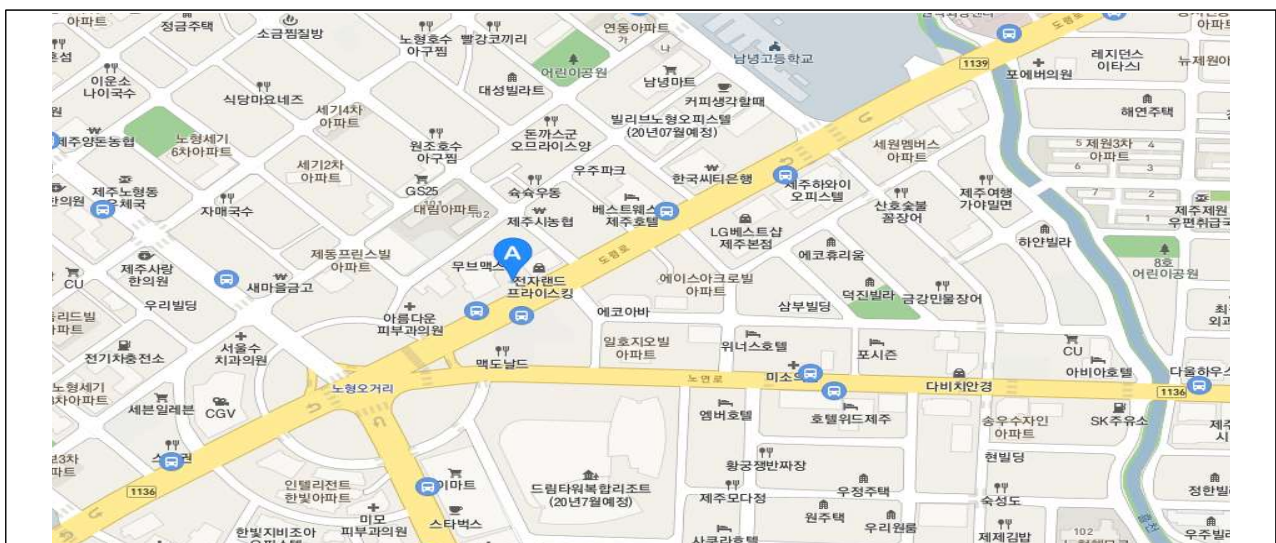 정금주택
소금찜질방
노형호수
아구찜
빨강코끼리
연동아파트
가
나
도령로
남녕고등학교
1139
포에버의원
레지던스
이타스I
이운소
나이국수
식당마요네즈
세기4차
아파트
대성빌라트
어린이공원
남녕마트
커피생각할때
빌리브노형오피스텔
(20년07월예정)
해연주택
제주양돈농협
노형세기
6차아파트
원조호수
아구찜
돈까스군
오므라이스양
세원멤버스
아파트
5 제원3차
아파트
4
6
3
7
2
1
세기2차
아파트
우주파크
한국씨티은행
제주노형동
우체국
자매국수
GS25
101
대림아파트
102
슉슉우동
제주시농협
베스트웨스
제주호텔
제주하와이
오피스텔
산호숯불
꼼장어
제주여행
가야밀면
제주제원
우편취급국
LG베스트샵
제주본점
하얀빌라
에코휴리움
8호
어린이공원
제주사랑
한의원
CU
제동프린스빌
아파트
무브맥스
A
전자랜드
프라이스킹
도령로
에이스아크로빌
아파트
덕진빌라
금강민물장어
새마을금고
우리빌딩
아름다운
피부과의원
에코아바
삼부빌딩
전기차충전소
서울수
치과의원
맥도날드
일호지오빌
아파트
위너스호텔
포시즌
CU
아비아호텔
노형오거리
노연로
미소의
다비치안경
다올하우스
1136
노형세기
세븐일레븐
CGV
엠버호텔
호텔위드제주
송우수자인
아파트
SK주유소
황궁쟁반짜장
현빌딩
1136
인텔리전트
한빛아파트
이마트
드림타워복합리조트
(20년7월예정)
제주모다정
우정주택
숙성도
정한빌
한빛지비조아
미모
피부과의원
스타벅스
사쿠라호텔
원주택
우리원룸
제제김밥
102
우주빌